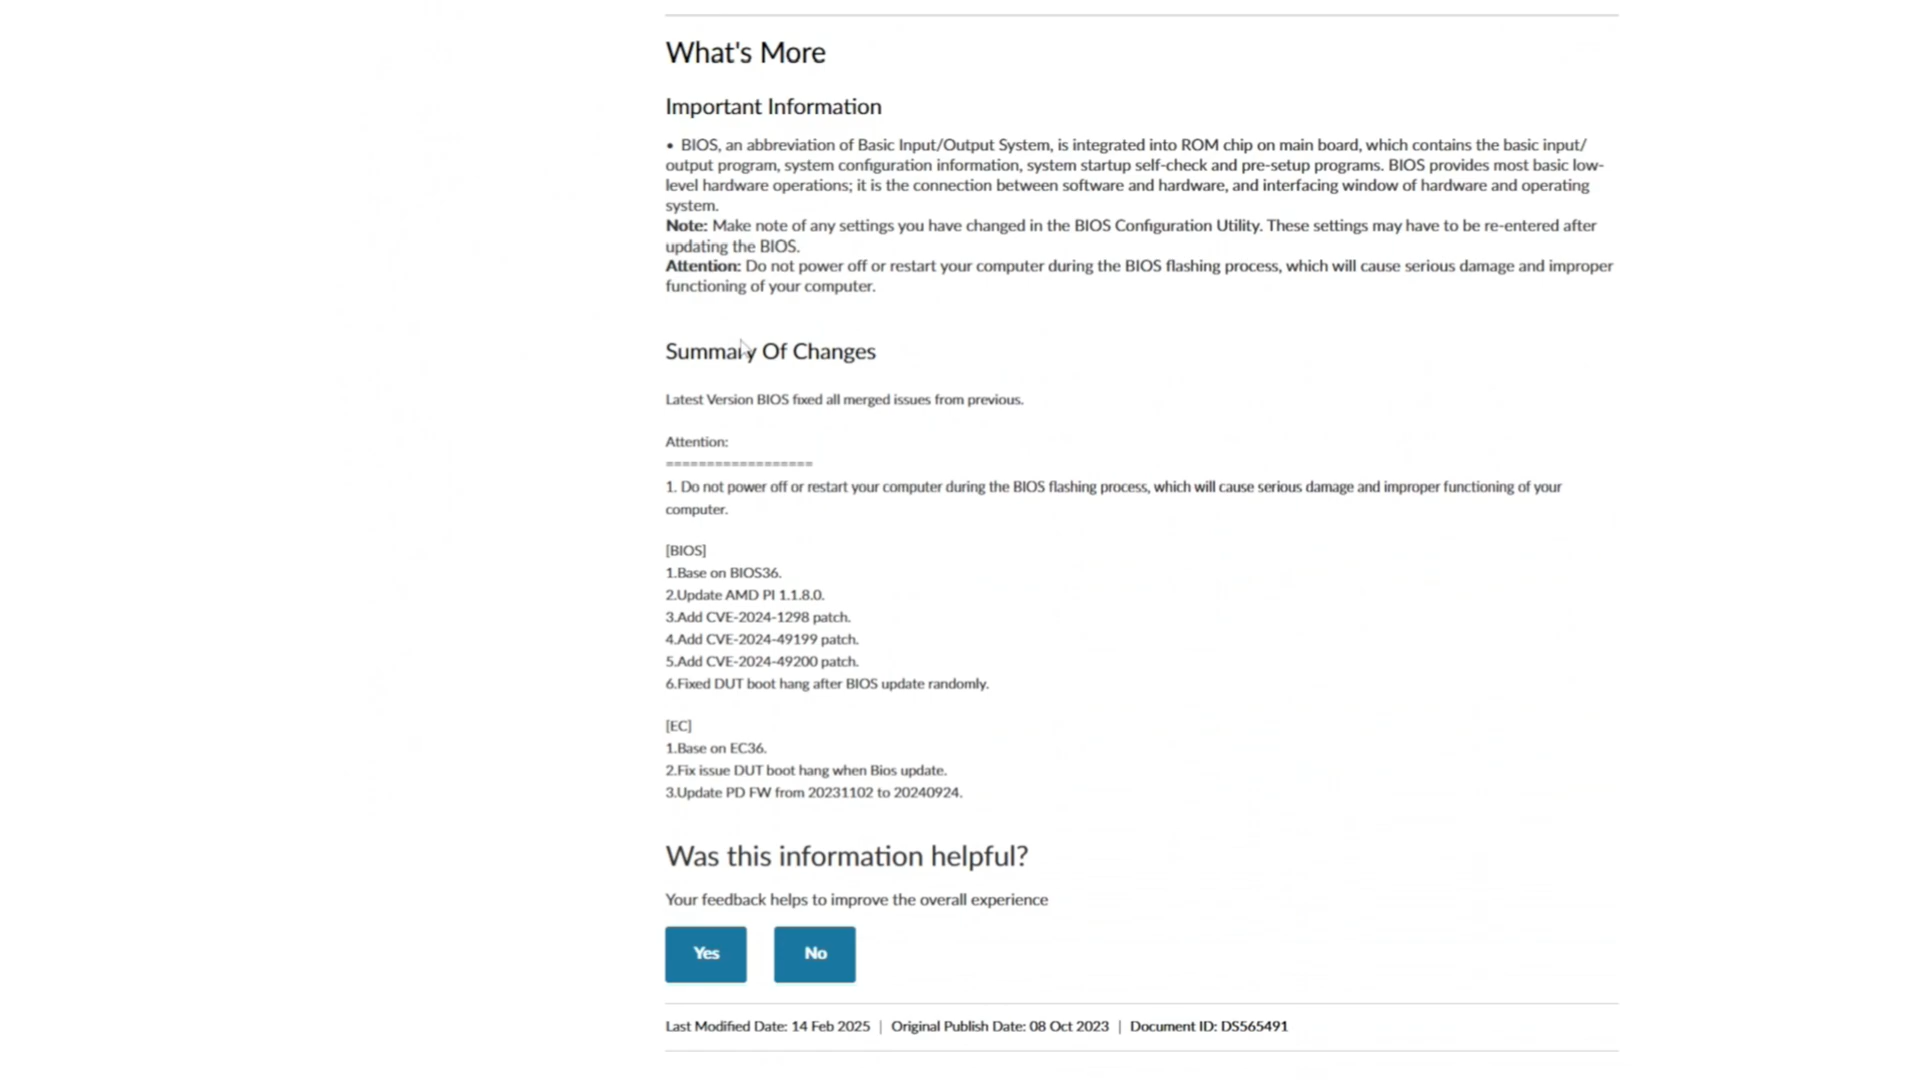 What's More
Important Information
• BIOS, an abbreviation of Basic Input/Output System, is integrated into ROM chip on main board, which contains the basic input/
output program, system configuration information, system startup self-check and pre-setup programs. BIOS provides most basic low-
level hardware operations; it is the connection between software and hardware, and interfacing window of hardware and operating
system.
Note: Make note of any settings you have changed in the BIOS Configuration Utility. These settings may have to be re-entered after
updating the BIOS.
Attention: Do not power off or restart your computer during the BIOS flashing process, which will cause serious damage and improper
functioning of your computer.
Summary Of Changes
Latest Version BIOS fixed all merged issues from previous.
Attention:
==================
1. Do not power off or restart your computer during the BIOS flashing process, which will cause serious damage and improper functioning of your
computer.
[BIOS]
1.Base on BIOS36.
2.Update AMD PI 1.1.8.0.
3.Add CVE-2024-1298 patch.
4.Add CVE-2024-49199 patch.
5.Add CVE-2024-49200 patch.
6.Fixed DUT boot hang after BIOS update randomly.
[EC]
1.Base on EC36.
2.Fix issue DUT boot hang when Bios update.
3.Update PD FW from 20231102 to 20240924.
Was this information helpful?
Your feedback helps to improve the overall experience
Yes No
Last Modified Date: 14 Feb 2025 | Original Publish Date: 08 Oct 2023 | Document ID: DS565491